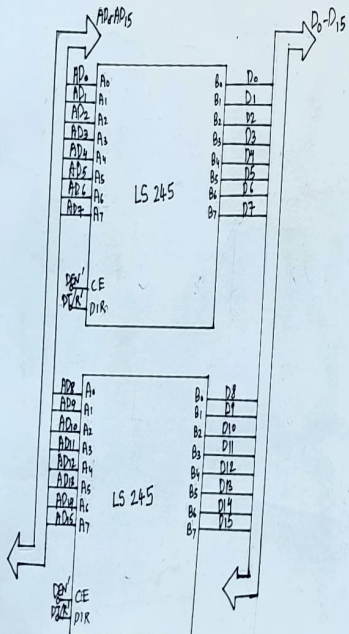 AD0-AD15
D0-D15
AD0 A0 B0 D0
AD1 A1 B1 D1
AD2 A2 B2 D2
AD3 A3 B3 D3
AD4 A4 B4 D4
AD5 A5 B5 D5
AD6 A6 B6 D6
AD7 A7 B7 D7
LS 245
DEN' CE
DT/R' DIR
AD8 A0 B0 D8
AD9 A1 B1 D9
AD10 A2 B2 D10
AD11 A3 B3 D11
AD12 A4 B4 D12
AD13 A5 B5 D13
AD14 A6 B6 D14
AD15 A7 B7 D15
LS 245
DEN' CE
DT/R' DIR